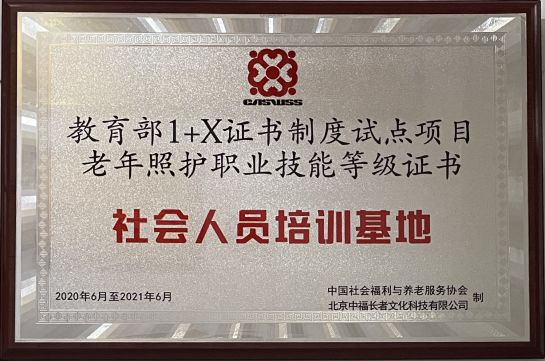 CASWSS
教育部1+X证书制度试点项目
老年照护职业技能等级证书
社会人员培训基地
2020年6月至2021年6月
中国社会福利与养老服务协会
北京中福长者文化科技有限公司
制